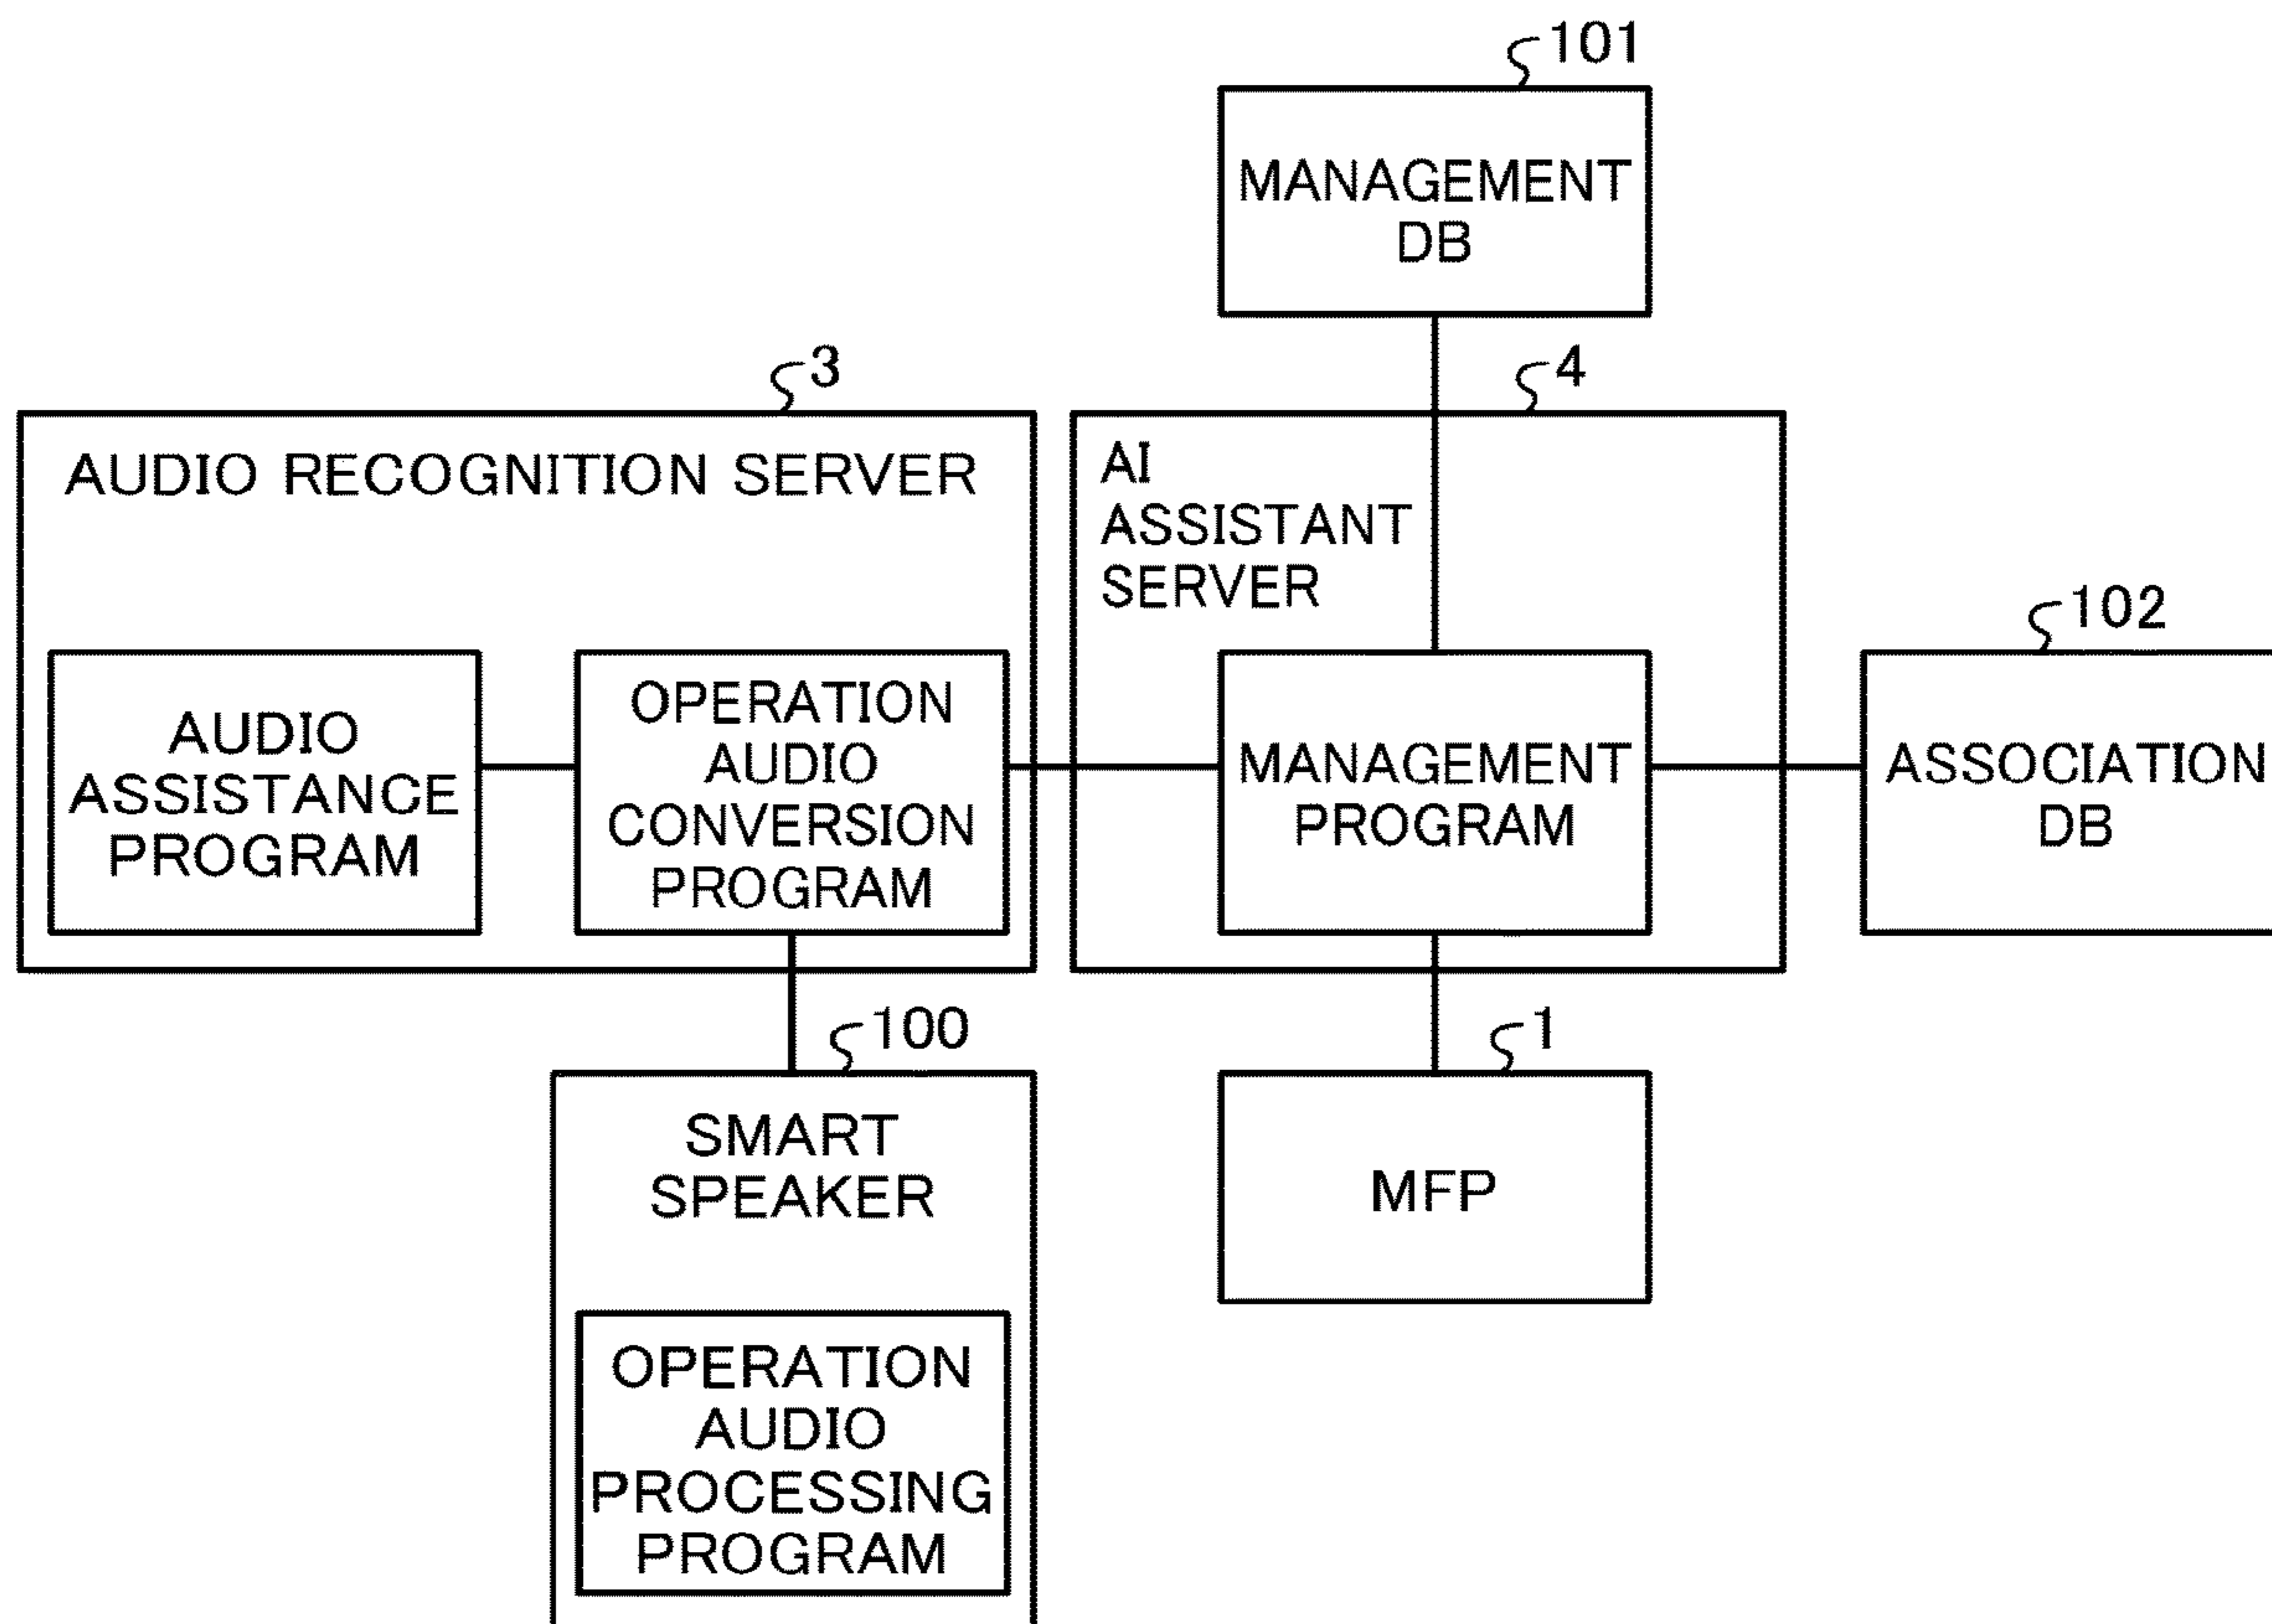 101
MANAGEMENT
DB
3
4
AUDIO RECOGNITION SERVER
AI
ASSISTANT
SERVER
102
AUDIO
ASSISTANCE
PROGRAM
OPERATION
AUDIO
CONVERSION
PROGRAM
MANAGEMENT
PROGRAM
ASSOCIATION
DB
100
1
SMART
SPEAKER
MFP
OPERATION
AUDIO
PROCESSING
PROGRAM